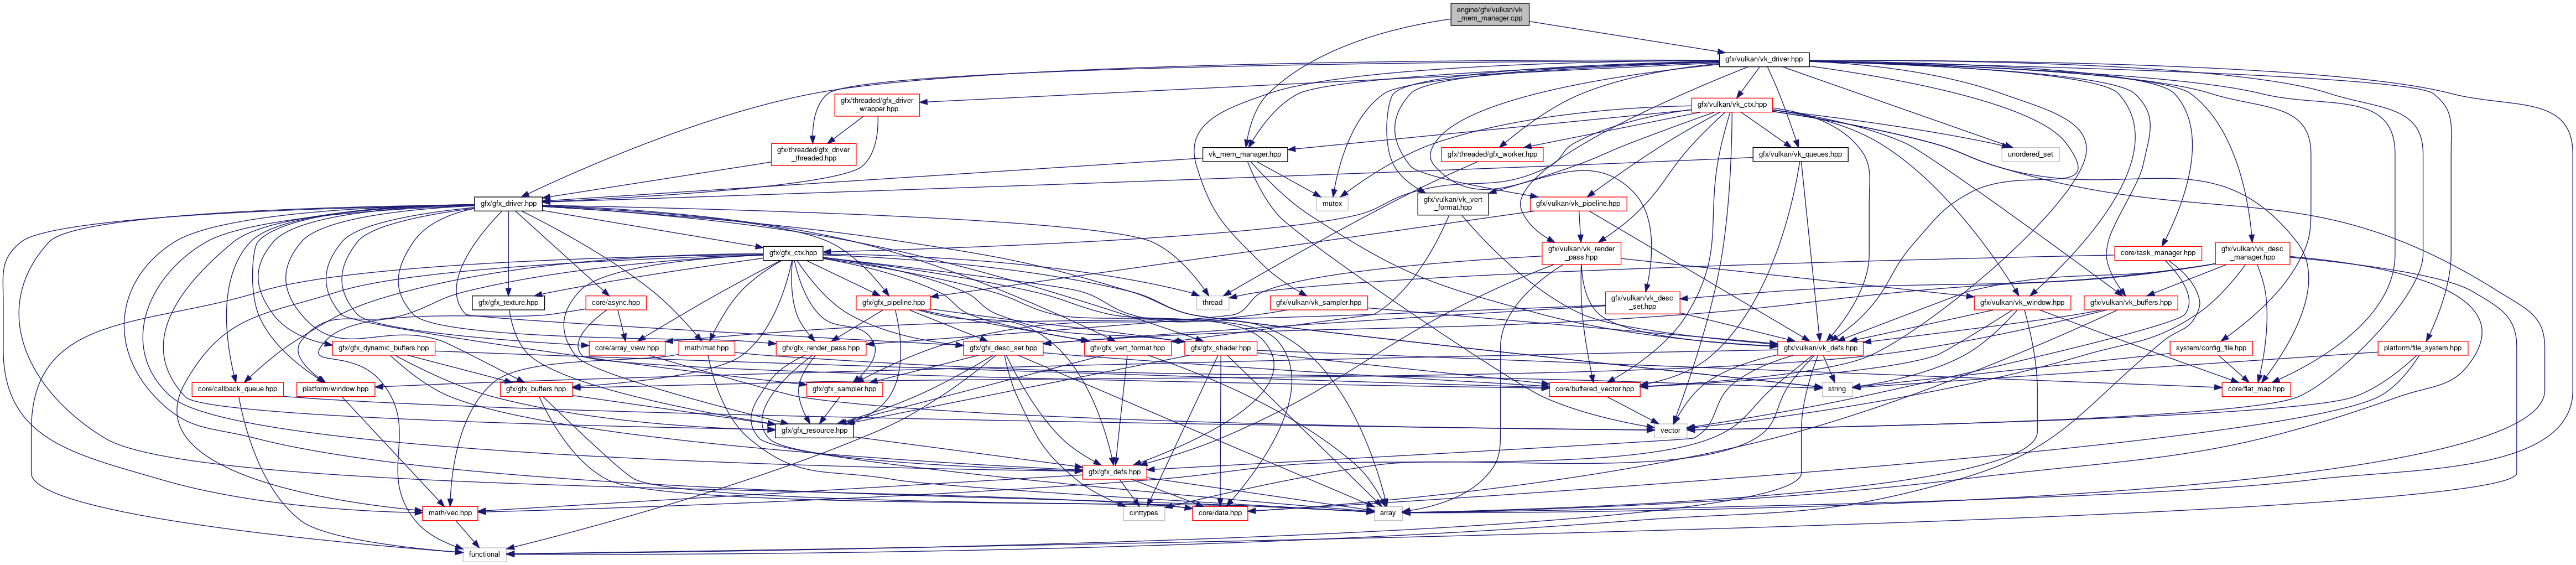 engine/gfx/vulkan/vk
_mem_manager.cpp
gfx/vulkan/vk_driver.hpp
gfx/threaded/gfx_driver
_wrapper.hpp
gfx/vulkan/vk_ctx.hpp
gfx/threaded/gfx_driver
_threaded.hpp
vk_mem_manager.hpp
gfx/threaded/gfx_worker.hpp
gfx/vulkan/vk_queues.hpp
unordered_set
gfx/gfx_driver.hpp
mutex
gfx/vulkan/vk_vert
_format.hpp
gfx/vulkan/vk_pipeline.hpp
gfx/gfx_ctx.hpp
gfx/vulkan/vk_render
_pass.hpp
core/task_manager.hpp
gfx/vulkan/vk_desc
_manager.hpp
gfx/gfx_texture.hpp
core/async.hpp
gfx/gfx_pipeline.hpp
thread
gfx/vulkan/vk_sampler.hpp
gfx/vulkan/vk_desc
_set.hpp
gfx/vulkan/vk_window.hpp
gfx/vulkan/vk_buffers.hpp
gfx/gfx_dynamic_buffers.hpp
core/array_view.hpp
math/mat.hpp
gfx/gfx_render_pass.hpp
gfx/gfx_desc_set.hpp
gfx/gfx_vert_format.hpp
gfx/gfx_shader.hpp
gfx/vulkan/vk_defs.hpp
system/config_file.hpp
platform/file_system.hpp
core/callback_queue.hpp
platform/window.hpp
gfx/gfx_buffers.hpp
gfx/gfx_sampler.hpp
core/buffered_vector.hpp
string
core/flat_map.hpp
gfx/gfx_resource.hpp
vector
gfx/gfx_defs.hpp
math/vec.hpp
cinttypes
core/data.hpp
array
functional